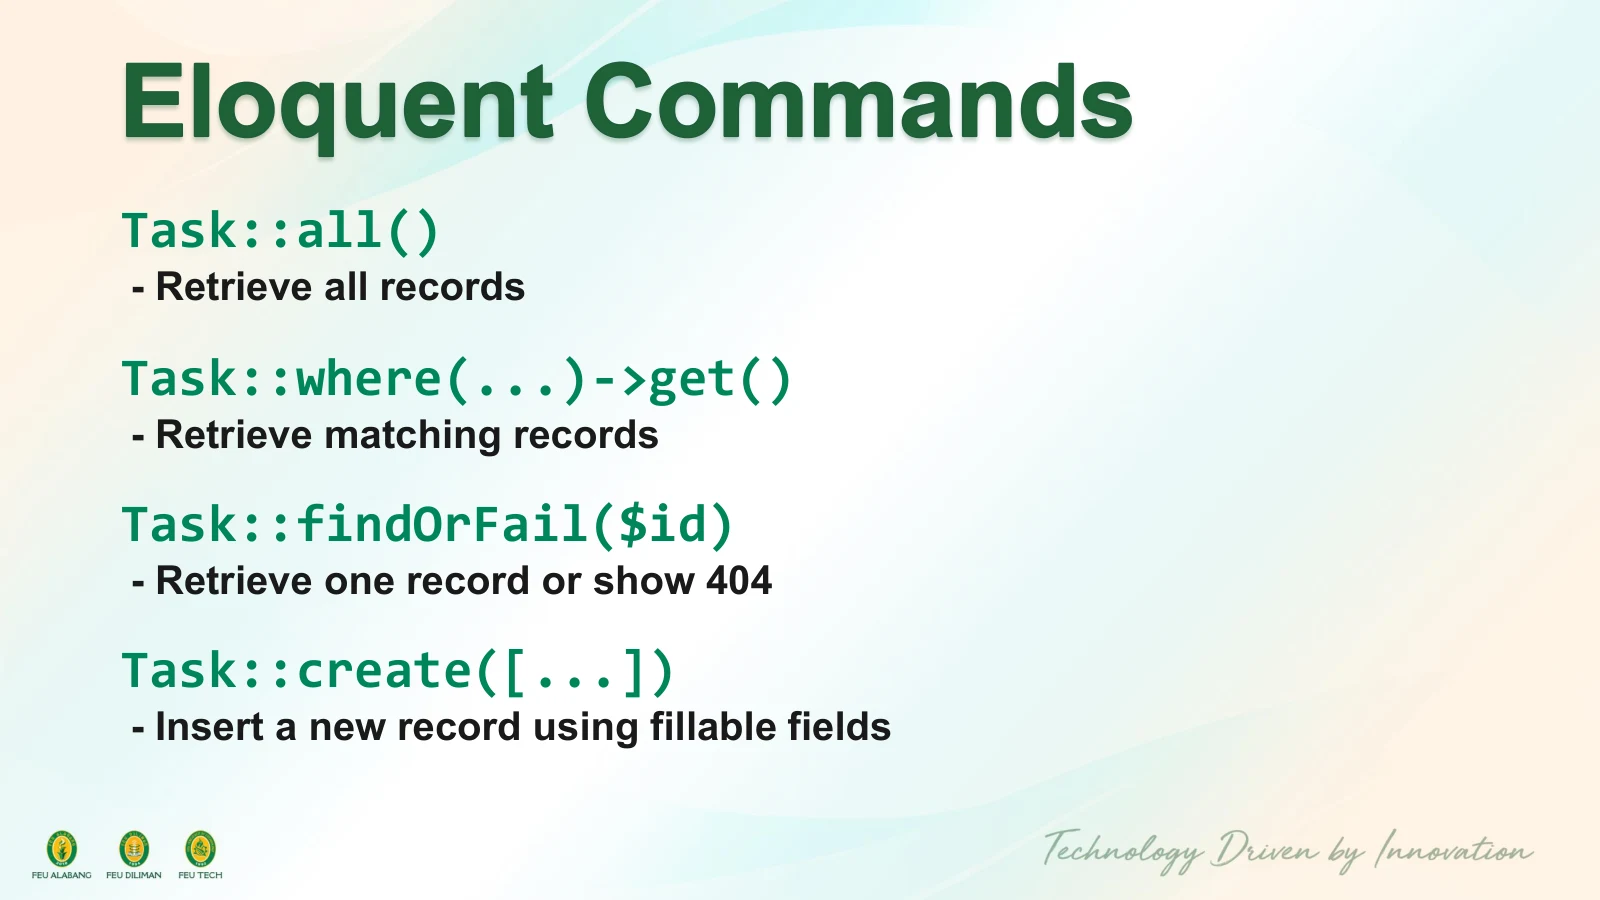 Eloquent Commands
Task::all()
- Retrieve all records
Task::where(...)->get()
- Retrieve matching records
Task::findOrFail($id)
- Retrieve one record or show 404
Task::create([...])
- Insert a new record using fillable fields
FEU ALABANG FEU DILIMAN FEU TECH
Technology Driven by Innovation